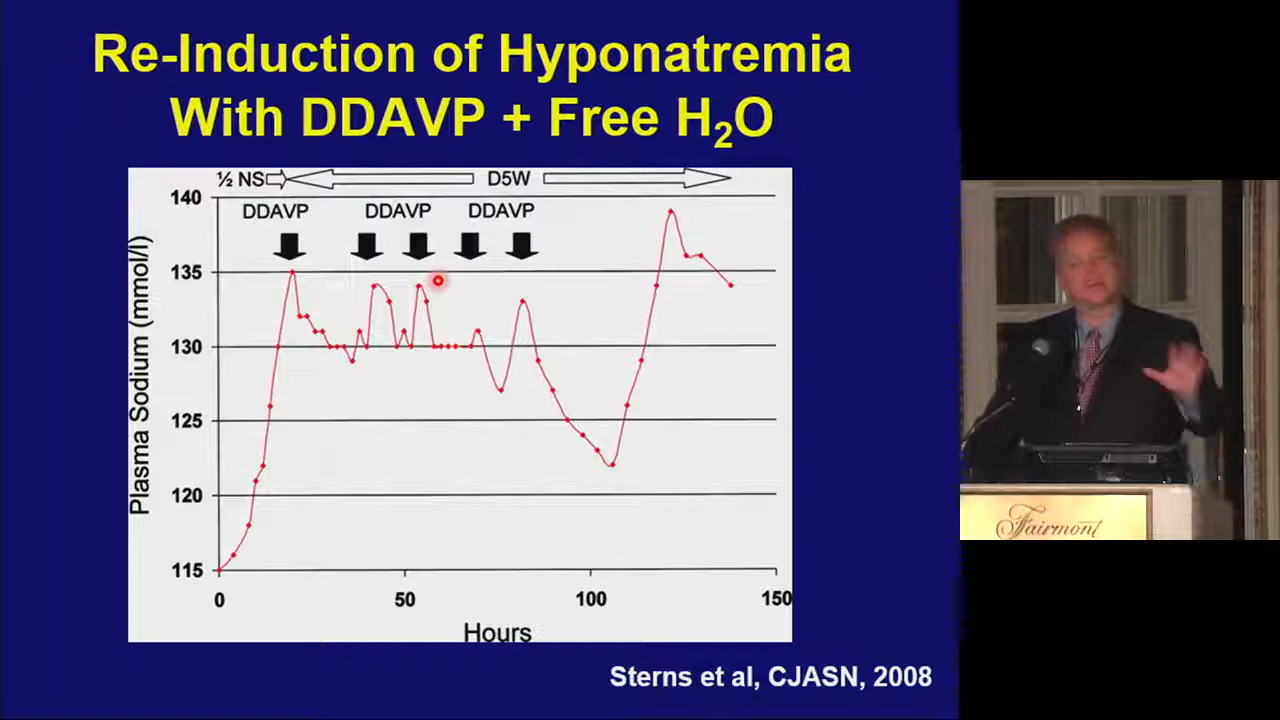 Re-Induction of Hyponatremia
With DDAVP + Free H₂O
½ NS D5W
DDAVP DDAVP DDAVP
140
135
130
125
120
115
Plasma Sodium (mmol/l)
0 50 100 150
Hours
Sterns et al, CJASN, 2008
Fairmont